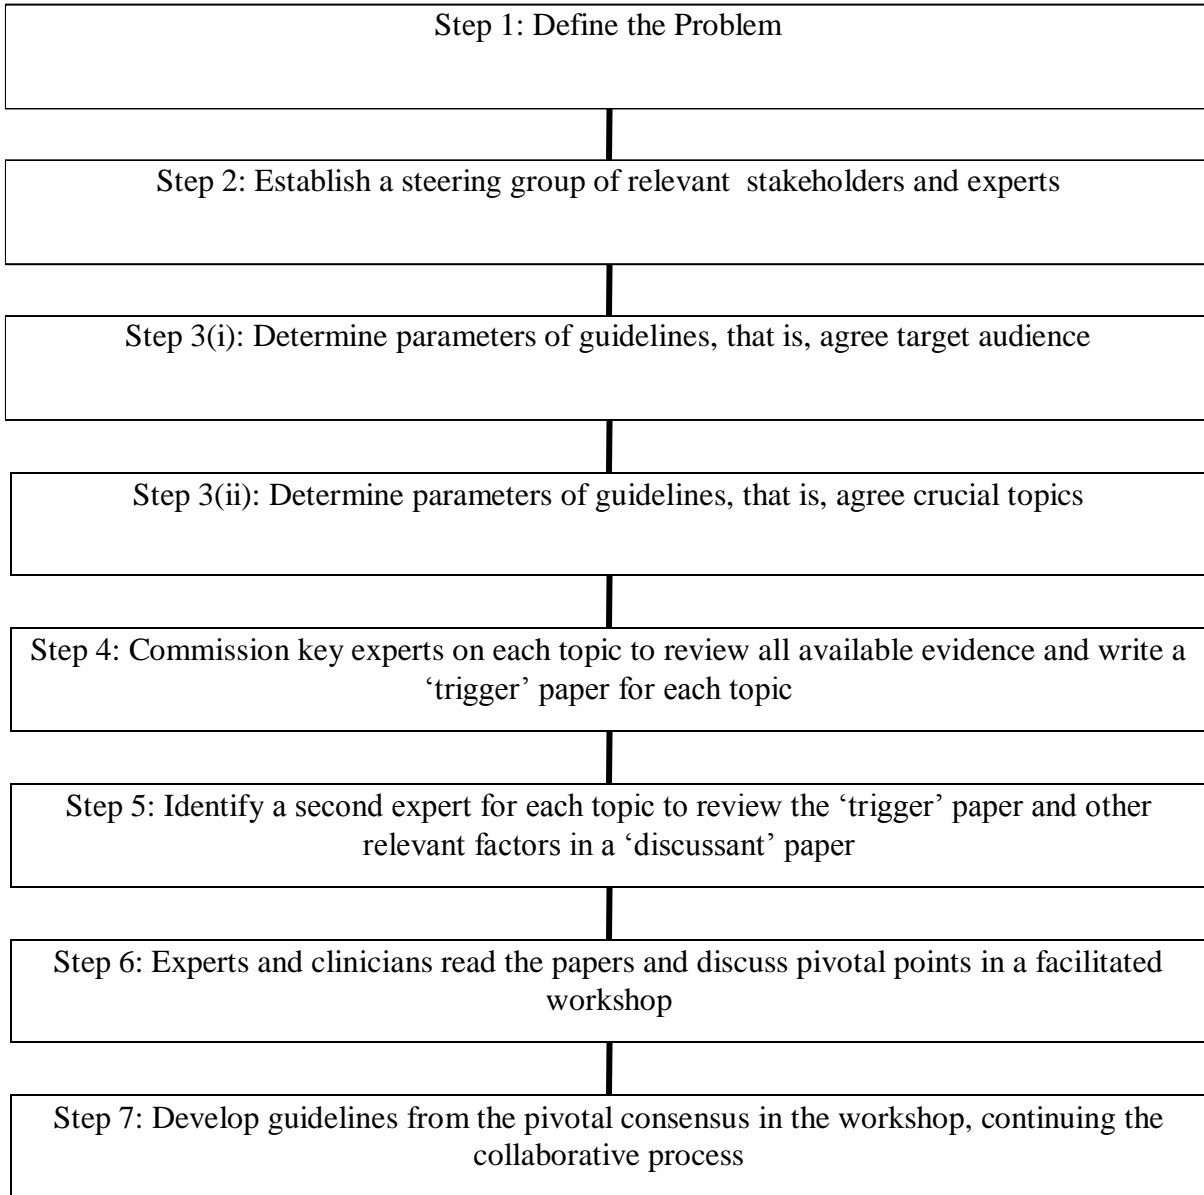 Step 1: Define the Problem
Step 2: Establish a steering group of relevant  stakeholders and experts
Step 3(i): Determine parameters of guidelines, that is, agree target audience
Step 3(ii): Determine parameters of guidelines, that is, agree crucial topics
Step 4: Commission key experts on each topic to review all available evidence and write a
‘trigger’ paper for each topic
Step 5: Identify a second expert for each topic to review the ‘trigger’ paper and other
relevant factors in a ‘discussant’ paper
Step 6: Experts and clinicians read the papers and discuss pivotal points in a facilitated
workshop
Step 7: Develop guidelines from the pivotal consensus in the workshop, continuing the
collaborative process